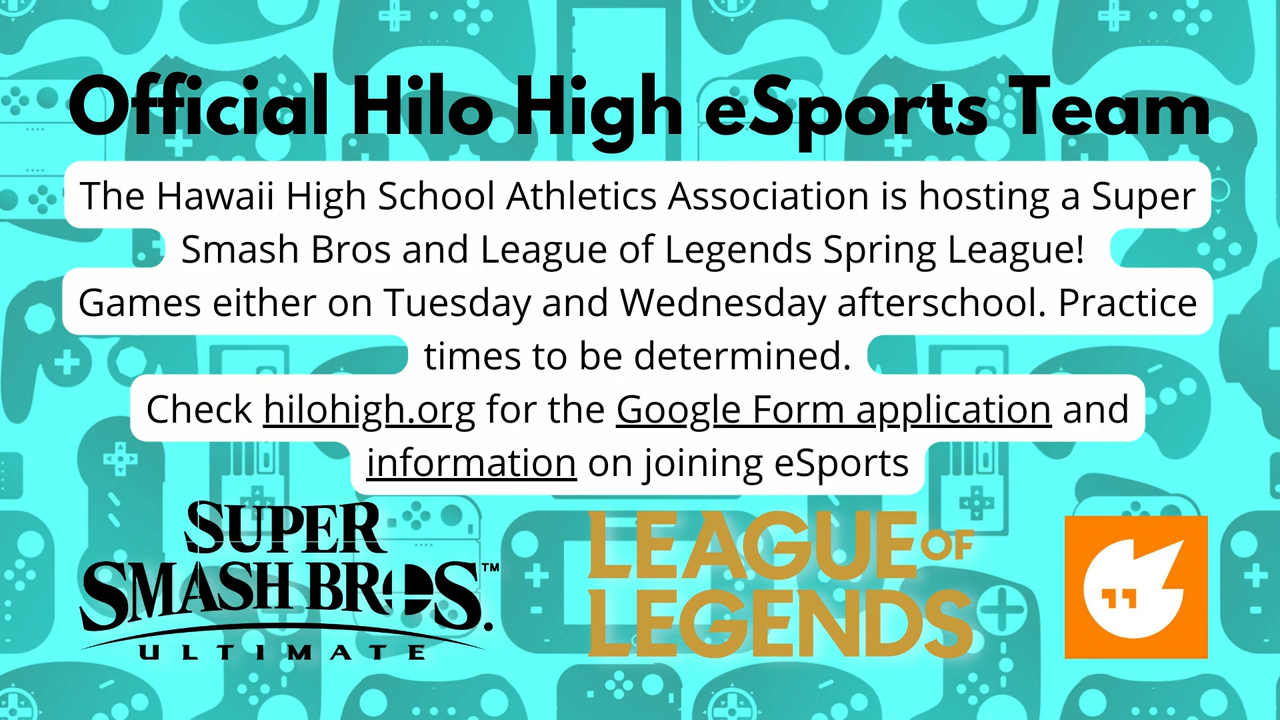 Official Hilo High eSports Team
The Hawaii High School Athletics Association is hosting a Super
Smash Bros and League of Legends Spring League!
Games either on Tuesday and Wednesday afterschool. Practice
times to be determined.
Check hilohigh.org for the Google Form application and
information on joining eSports
SUPER
SMASH BROS.™
ULTIMATE
LEAGUE OF
LEGENDS